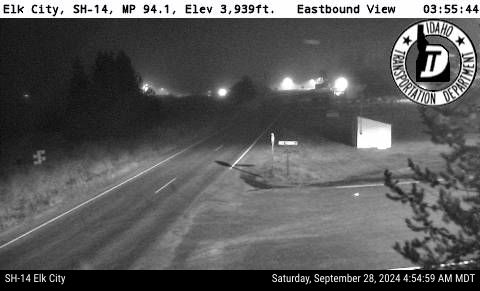 Elk City, SH-14, MP 94.1, Elev 3,939ft. Eastbound View 03:55:44
IDAHO
TRANSPORTATION DEPARTMENT
SH-14 Elk City Saturday, September 28, 2024 4:54:59 AM MDT